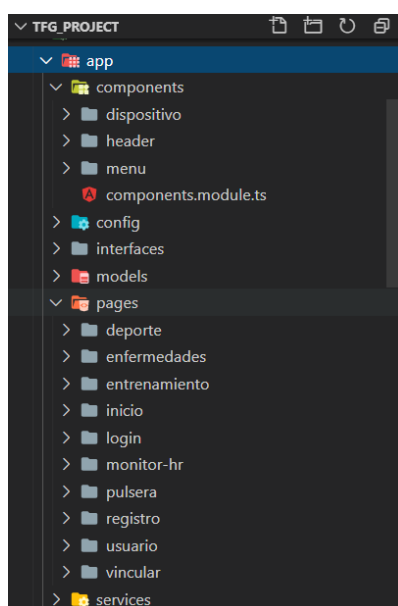 TFG_PROJECT
app
components
dispositivo
header
menu
components.module.ts
config
interfaces
models
pages
deporte
enfermedades
entrenamiento
inicio
login
monitor-hr
pulsera
registro
usuario
vincular
services